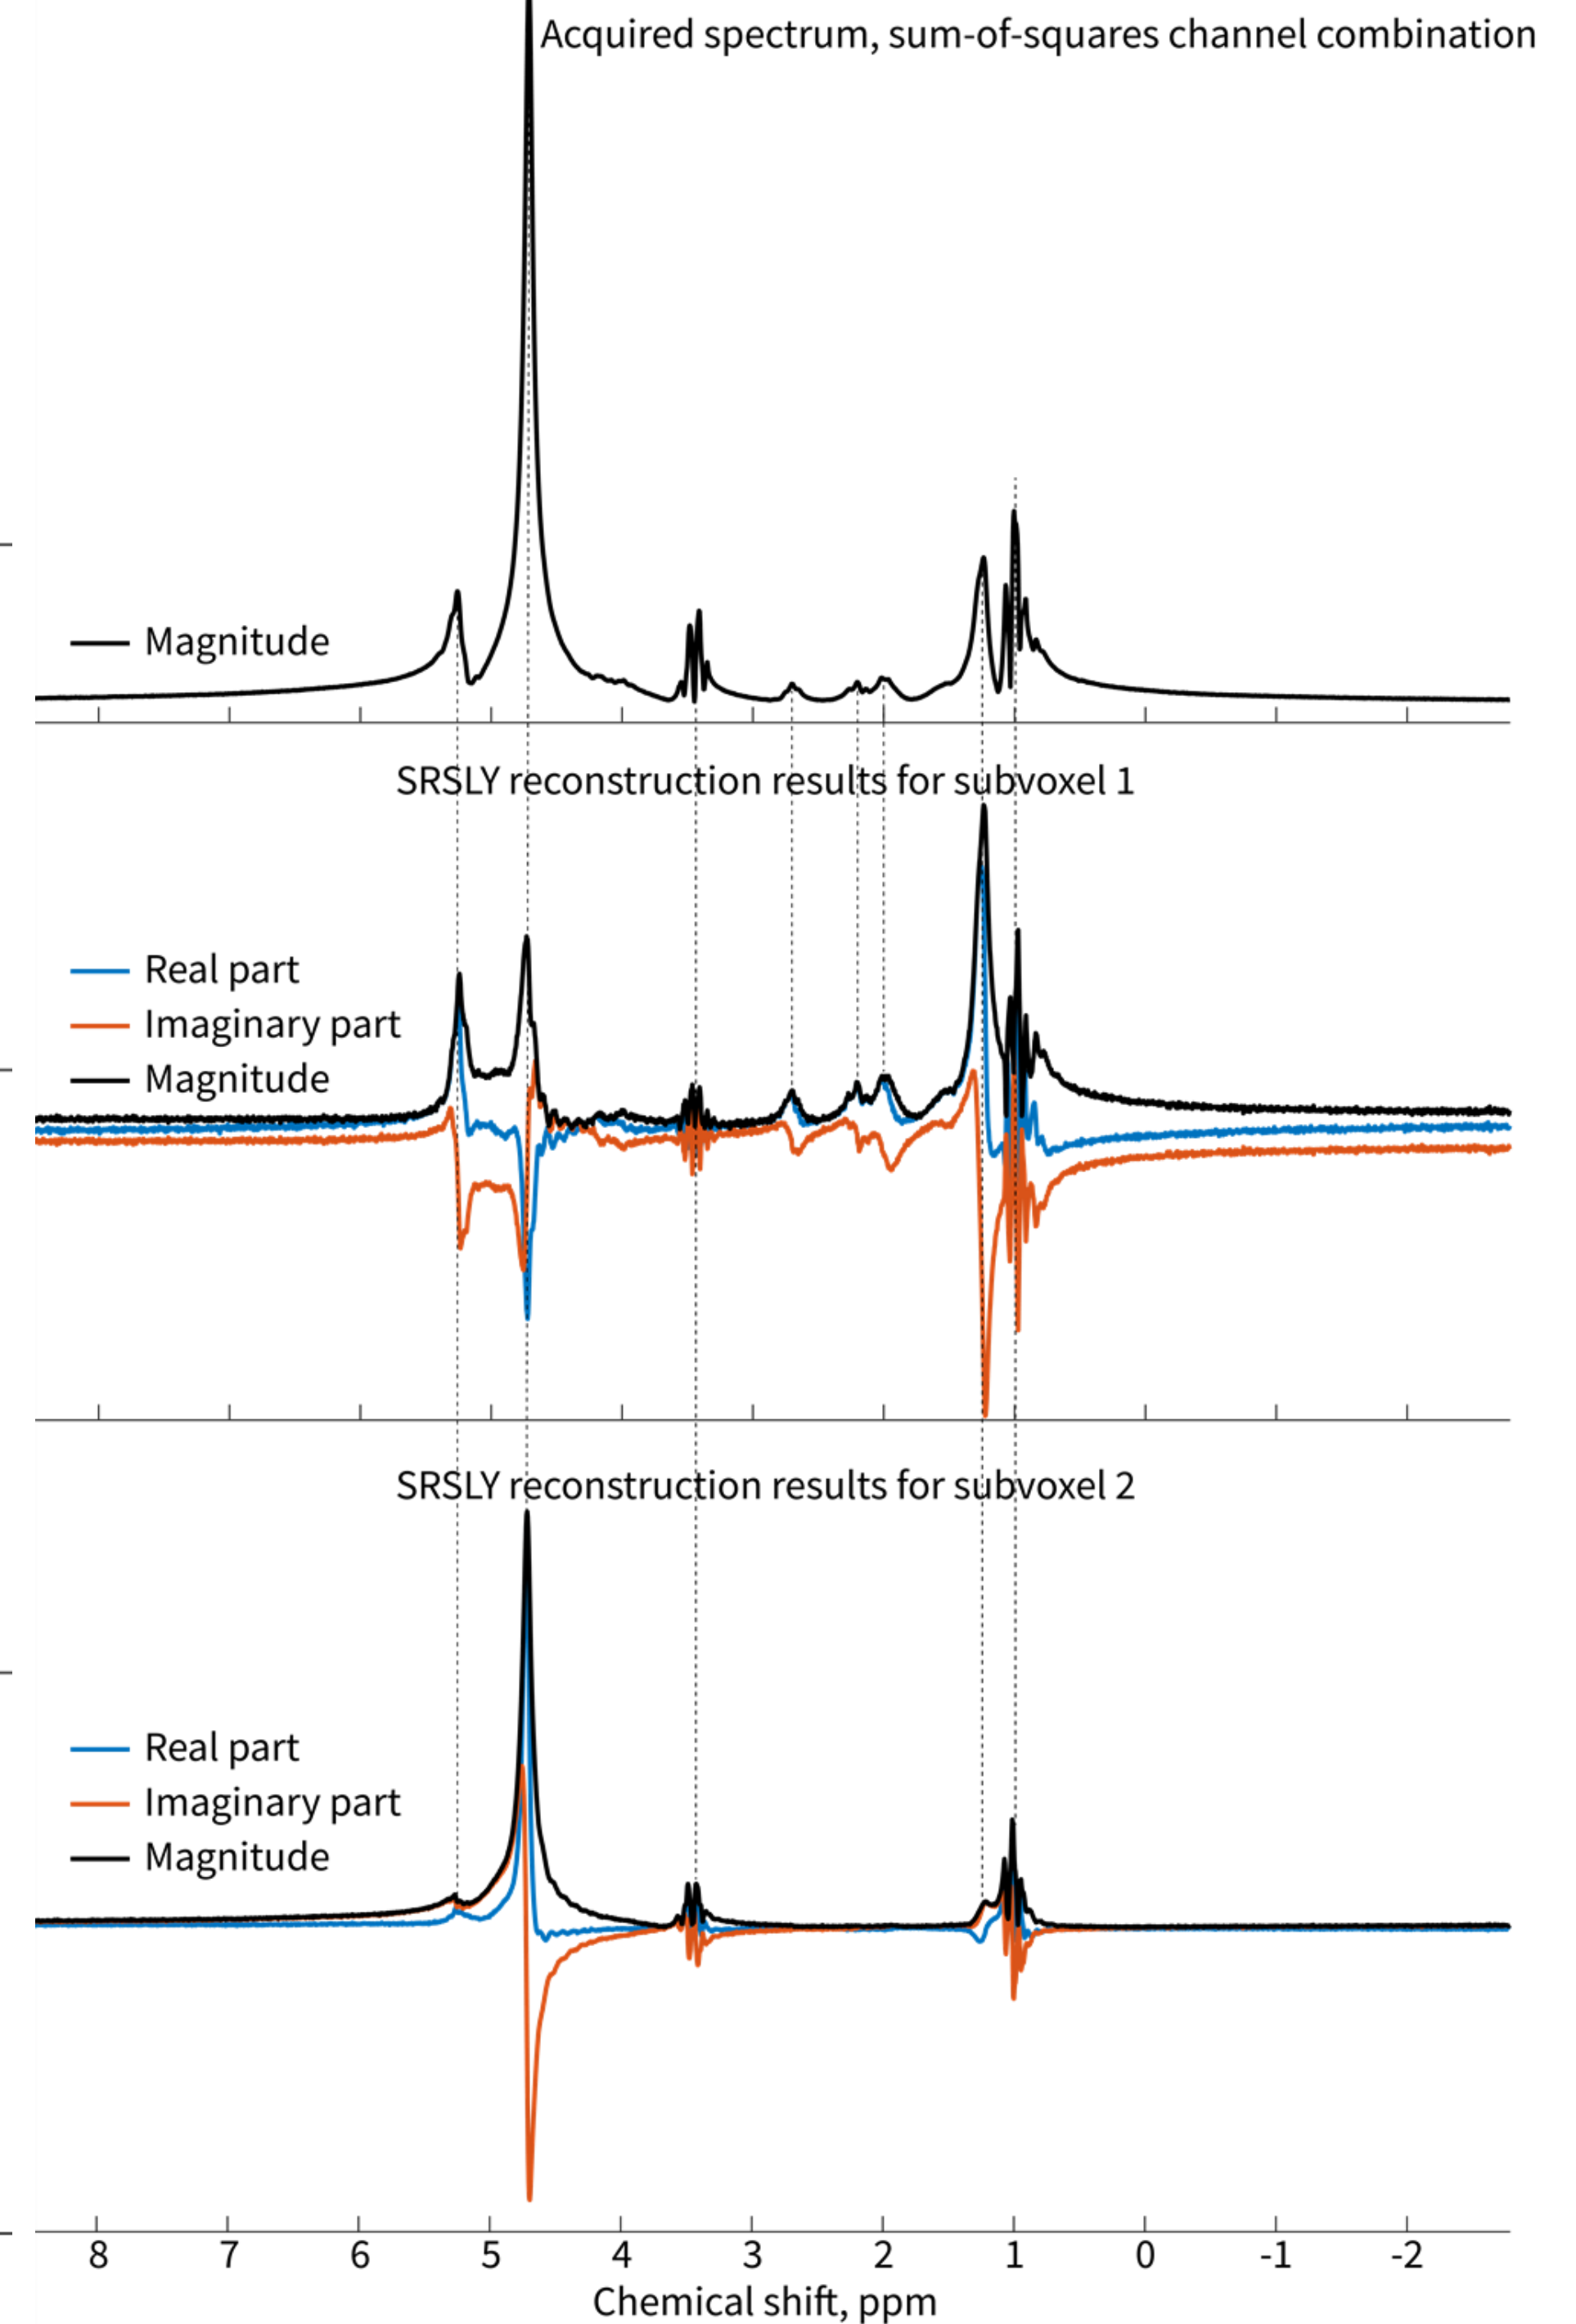 Acquired spectrum, sum-of-squares channel combination
Magnitude
SRSLY reconstruction results for subvoxel 1
Real part
Imaginary part
Magnitude
SRSLY reconstruction results for subvoxel 2
Real part
Imaginary part
Magnitude
8 7 6 5 4 3 2 1 0 -1 -2
Chemical shift, ppm